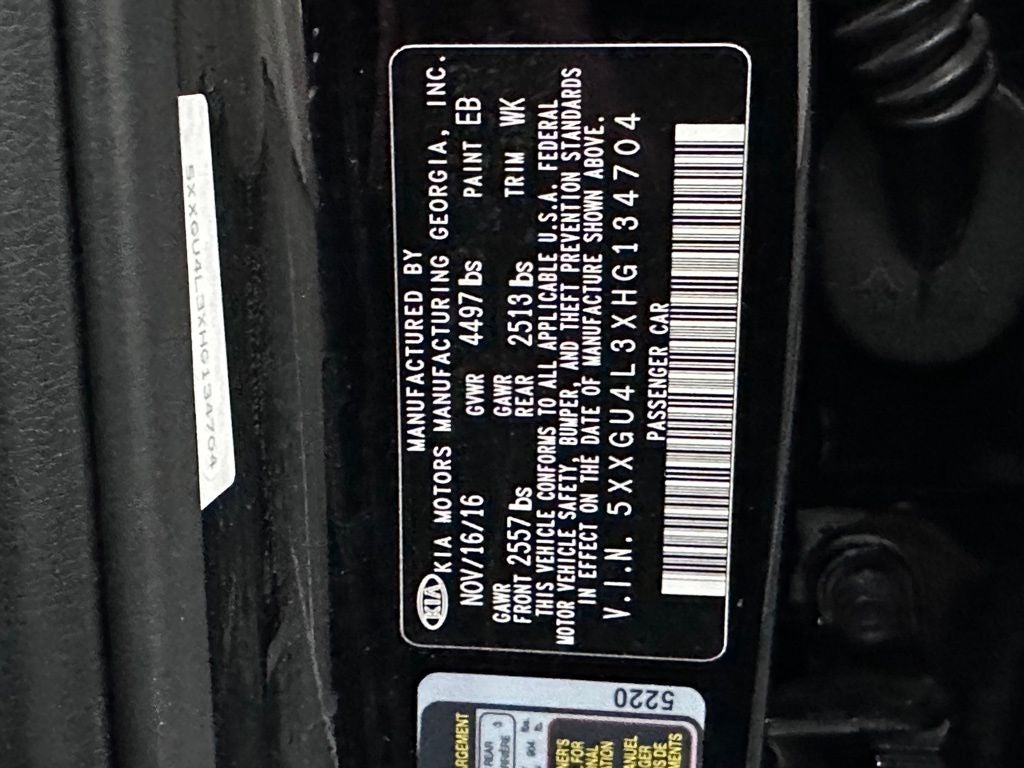 MANUFACTURED BY
KIA KIA MOTORS MANUFACTURING GEORGIA, INC.
NOV/16/16 GVWR 4497 lbs PAINT EB
GAWR FRONT 2557 lbs GAWR REAR 2513 lbs TRIM WK
THIS VEHICLE CONFORMS TO ALL APPLICABLE U.S.A. FEDERAL
MOTOR VEHICLE SAFETY, BUMPER, AND THEFT PREVENTION STANDARDS
IN EFFECT ON THE DATE OF MANUFACTURE SHOWN ABOVE.
V.I.N. 5XXGU4L3XHG134704
PASSENGER CAR
5XXGU4L3XHG134704
5220